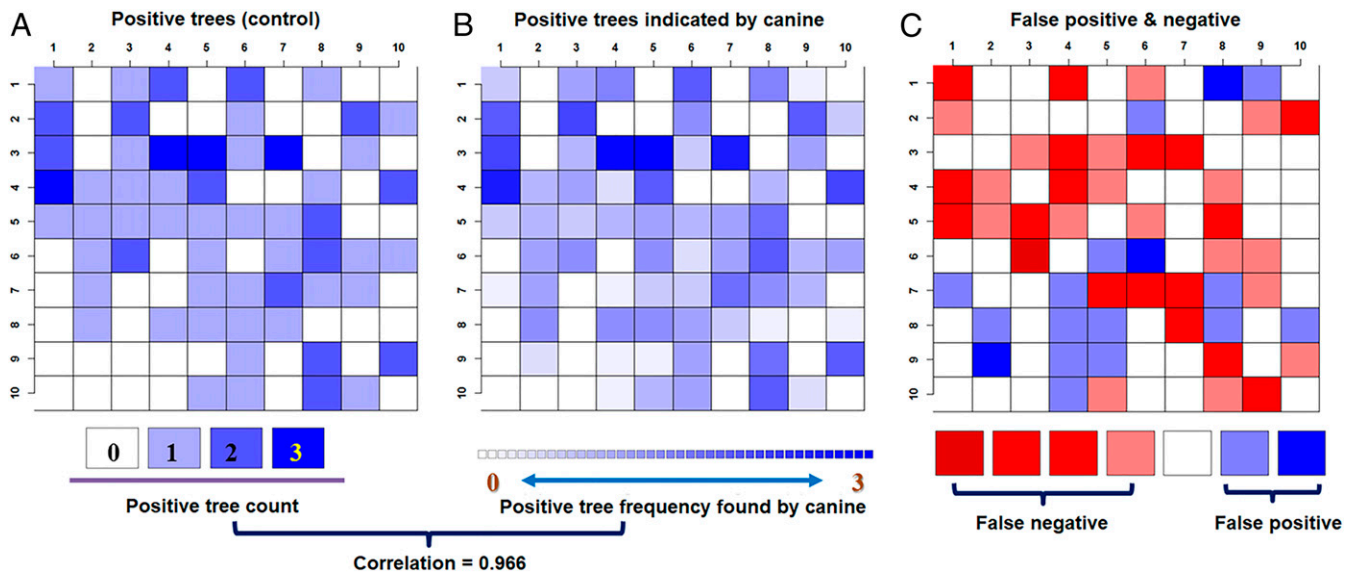 A
Positive trees (control)
1 2 3 4 5 6 7 8 9 10
1
2
3
4
5
6
7
8
9
10
0 1 2 3
Positive tree count
B
Positive trees indicated by canine
1 2 3 4 5 6 7 8 9 10
1
2
3
4
5
6
7
8
9
10
0 3
Positive tree frequency found by canine
Correlation = 0.966
C
False positive & negative
1 2 3 4 5 6 7 8 9 10
1
2
3
4
5
6
7
8
9
10
False negative
False positive